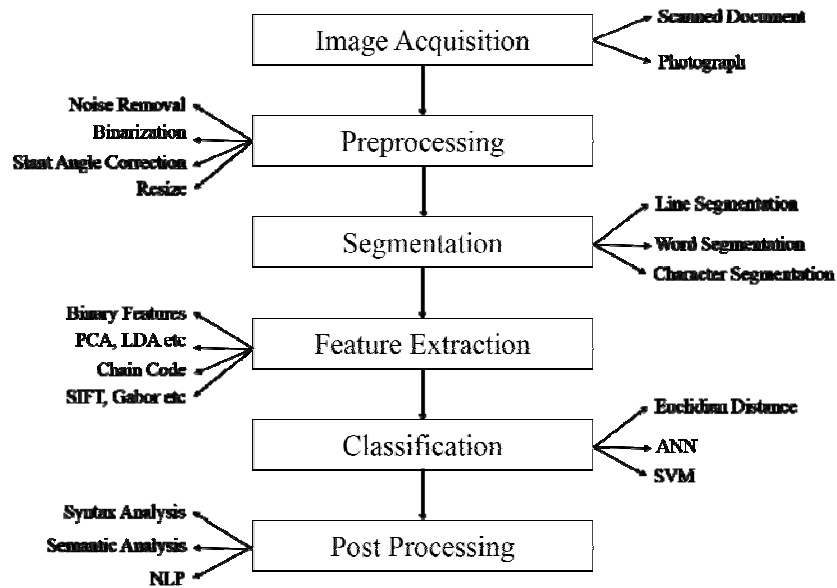 Image Acquisition
Scanned Document
Photograph
Noise Removal
Binarization
Slant Angle Correction
Resize
Preprocessing
Segmentation
Line Segmentation
Word Segmentation
Character Segmentation
Binary Features
PCA, LDA etc
Chain Code
SIFT, Gabor etc
Feature Extraction
Classification
Euclidian Distance
ANN
SVM
Syntax Analysis
Semantic Analysis
NLP
Post Processing